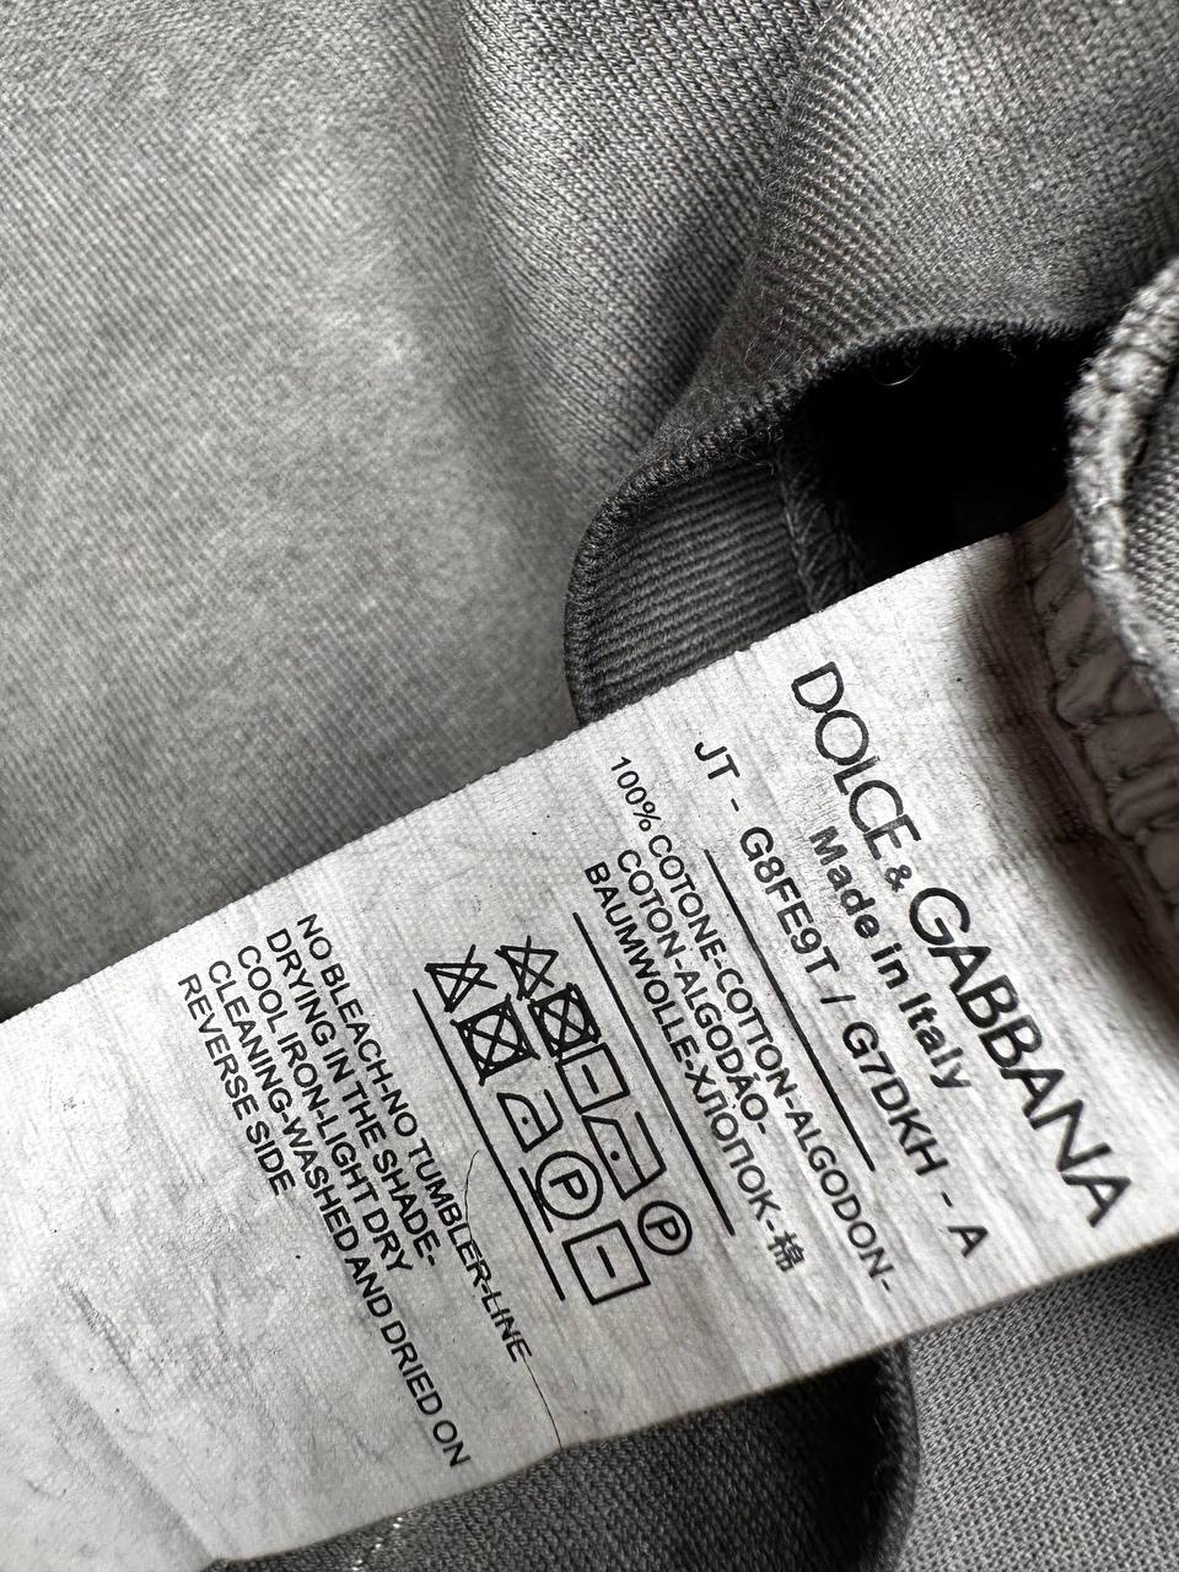 DOLCE & GABBANA
Made in Italy
JT - G8FE9T / G7DKH - A
100% COTONE-COTTON-ALGODON-
COTON-ALGODÃO-
BAUMWOLLE-ХЛОПОК-棉
P
P
NO BLEACH-NO TUMBLER-LINE
DRYING IN THE SHADE-
COOL IRON-LIGHT DRY
CLEANING-WASHED AND DRIED ON
REVERSE SIDE